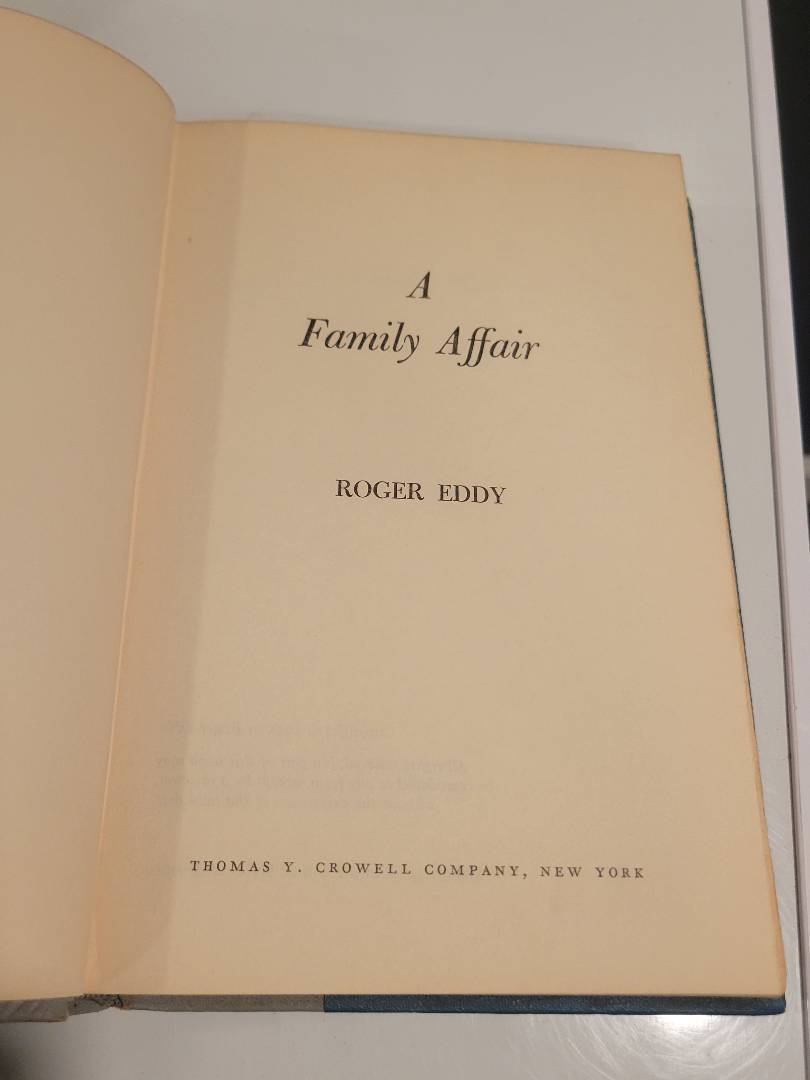 A
Family Affair
ROGER EDDY
THOMAS Y. CROWELL COMPANY, NEW YORK